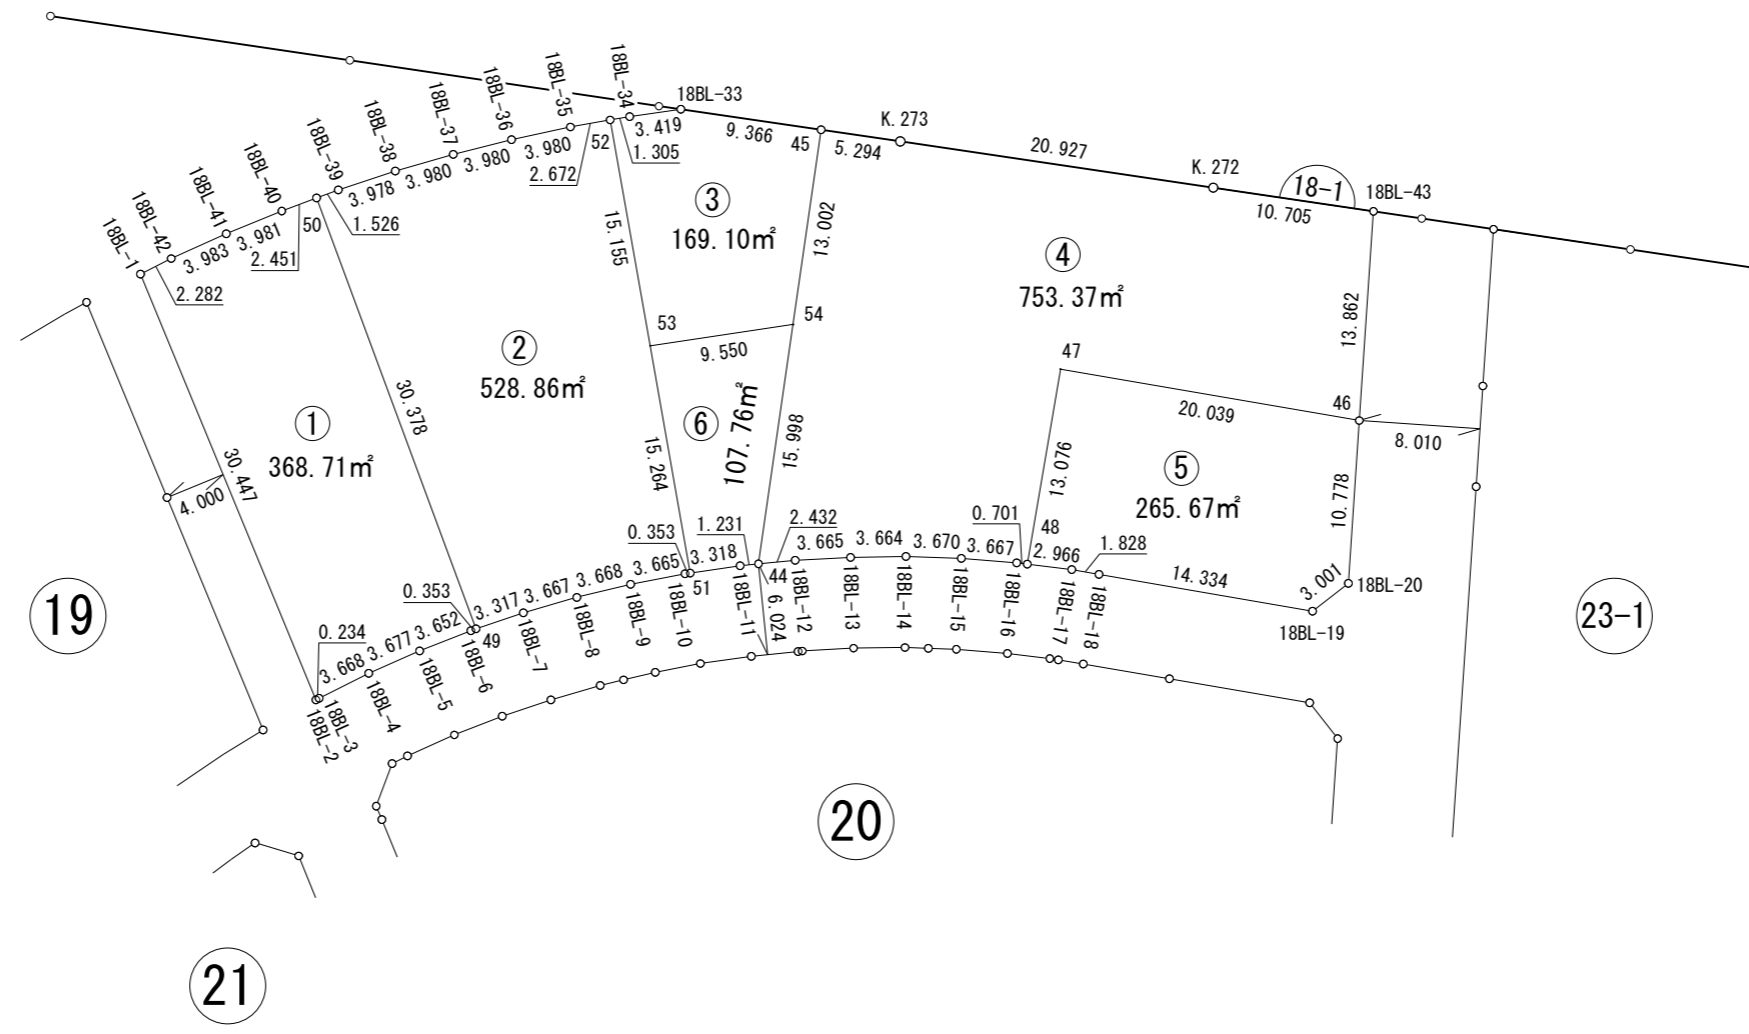 18BL-33
K.273
K.272
18-1
18BL-43
18BL-34
18BL-35
18BL-36
18BL-37
18BL-38
18BL-39
18BL-40
18BL-41
18BL-42
18BL-1
9.366
45
5.294
20.927
10.705
3.419
1.305
52
2.672
3.980
3.980
3.980
3.978
1.526
50
2.451
3.981
3.983
2.282
③
169.10㎡
15.155
13.002
④
753.37㎡
13.862
53
54
9.550
②
528.86㎡
30.378
①
368.71㎡
30.447
4.000
⑥
107.76㎡
15.264
15.998
47
46
20.039
8.010
13.076
⑤
265.67㎡
10.778
0.701
48
2.966
1.828
14.334
3.001
18BL-20
18BL-19
2.432
3.665
3.664
3.670
3.667
1.231
0.353
3.318
3.665
3.668
3.667
3.317
0.353
3.652
3.677
3.668
0.234
51
44
49
6.024
18BL-18
18BL-17
18BL-16
18BL-15
18BL-14
18BL-13
18BL-12
18BL-11
18BL-10
18BL-9
18BL-8
18BL-7
18BL-6
18BL-5
18BL-4
18BL-3
18BL-2
19
23-1
20
21